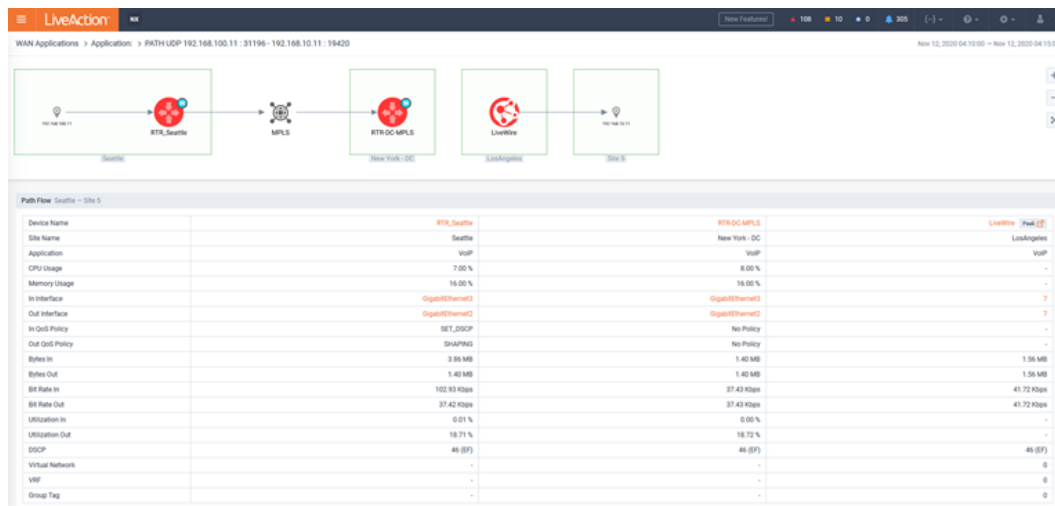 LiveAction NX New Features! 108 10 0 305
WAN Applications > Application: > PATH UDP 192.168.100.11 : 31196 - 192.168.10.11 : 19420 Nov 12, 2020 04:10:00 → Nov 12, 2020 04:15:0
192.168.100.11 RTR_Seattle MPLS RTR-DC-MPLS LiveWire 192.168.10.11
Seattle New York - DC LosAngeles Site 5
Path Flow Seattle — Site 5
Device Name RTR_Seattle RTR-DC-MPLS LiveWire Peek
Site Name Seattle New York - DC LosAngeles
Application VoIP VoIP VoIP
CPU Usage 7.00 % 8.00 % -
Memory Usage 16.00 % 16.00 % -
In Interface GigabitEthernet3 GigabitEthernet3 7
Out Interface GigabitEthernet2 GigabitEthernet2 7
In QoS Policy SET_DSCP No Policy -
Out QoS Policy SHAPING No Policy -
Bytes In 3.86 MB 1.40 MB 1.56 MB
Bytes Out 1.40 MB 1.40 MB 1.56 MB
Bit Rate In 102.93 Kbps 37.43 Kbps 41.72 Kbps
Bit Rate Out 37.42 Kbps 37.43 Kbps 41.72 Kbps
Utilization In 0.01 % 0.00 % -
Utilization Out 18.71 % 18.72 % -
DSCP 46 (EF) 46 (EF) 46 (EF)
Virtual Network - - 0
VRF - - 0
Group Tag - - 0